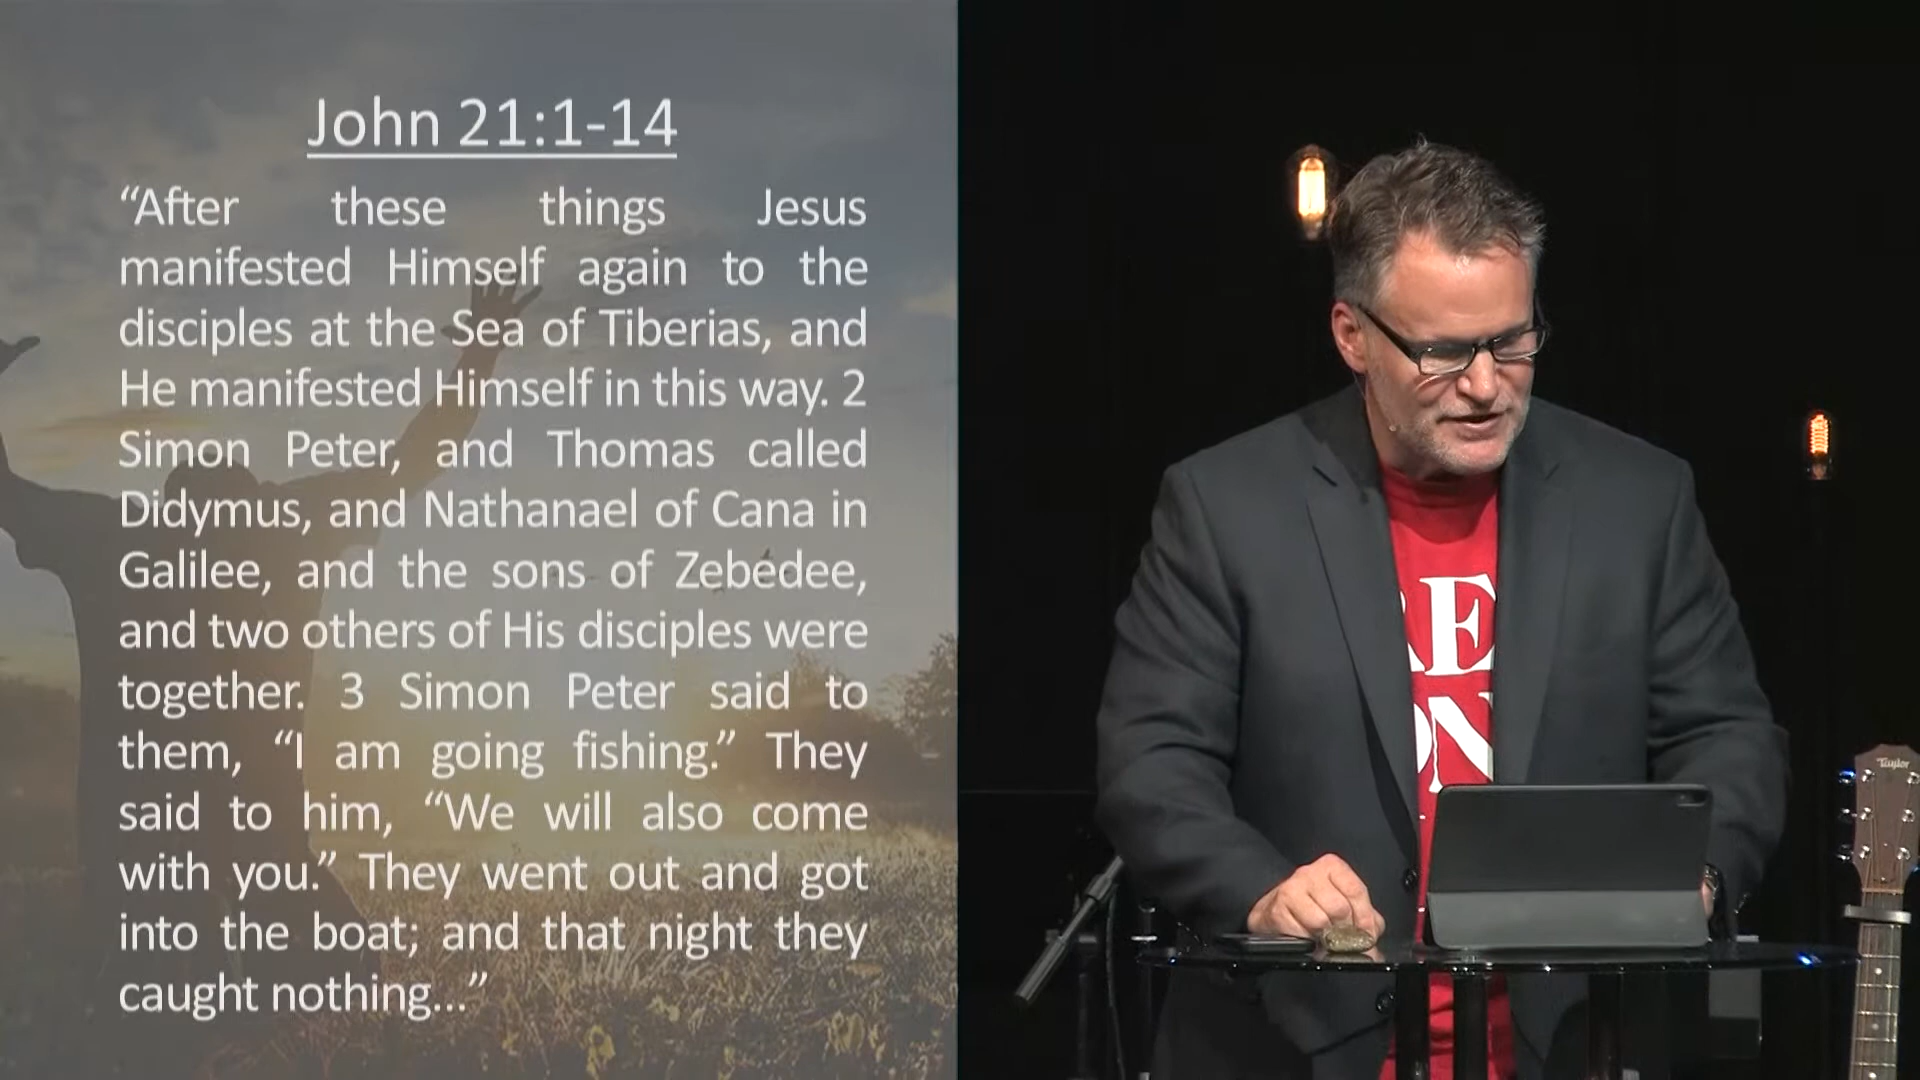 John 21:1-14
“After these things Jesus
manifested Himself again to the
disciples at the Sea of Tiberias, and
He manifested Himself in this way. 2
Simon Peter, and Thomas called
Didymus, and Nathanael of Cana in
Galilee, and the sons of Zebedee,
and two others of His disciples were
together. 3 Simon Peter said to
them, “I am going fishing.” They
said to him, “We will also come
with you.” They went out and got
into the boat; and that night they
caught nothing...”
RE
ON
Taylor